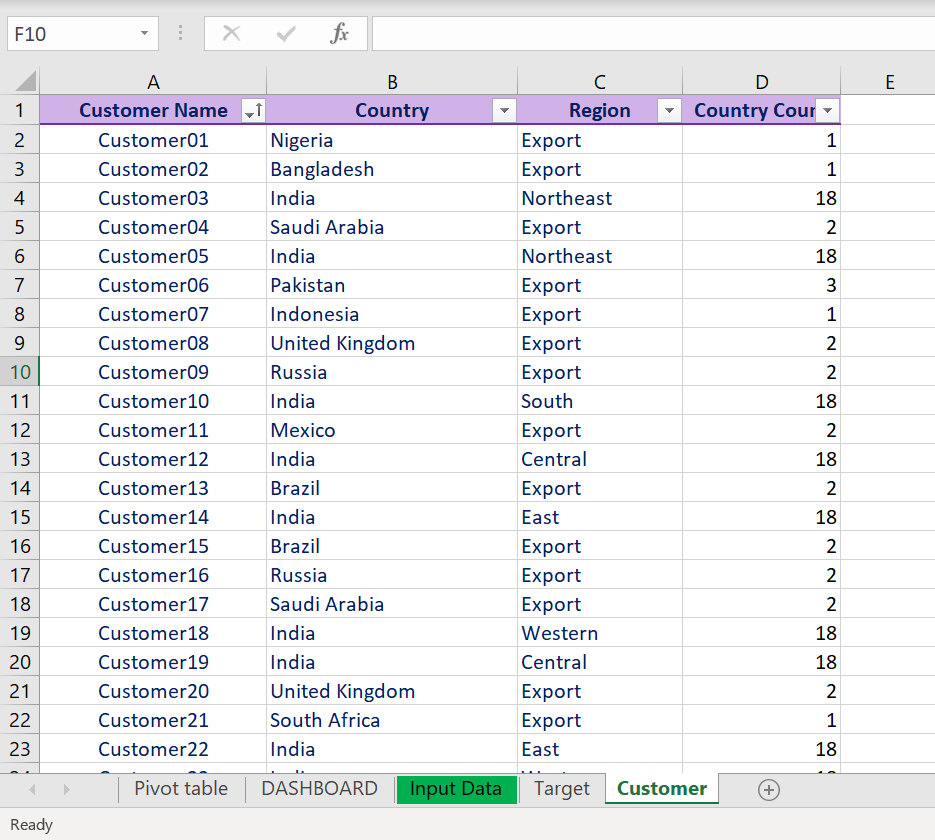 F10 fx
A B C D E
1 Customer Name Country Region Country Cour
2 Customer01 Nigeria Export 1
3 Customer02 Bangladesh Export 1
4 Customer03 India Northeast 18
5 Customer04 Saudi Arabia Export 2
6 Customer05 India Northeast 18
7 Customer06 Pakistan Export 3
8 Customer07 Indonesia Export 1
9 Customer08 United Kingdom Export 2
10 Customer09 Russia Export 2
11 Customer10 India South 18
12 Customer11 Mexico Export 2
13 Customer12 India Central 18
14 Customer13 Brazil Export 2
15 Customer14 India East 18
16 Customer15 Brazil Export 2
17 Customer16 Russia Export 2
18 Customer17 Saudi Arabia Export 2
19 Customer18 India Western 18
20 Customer19 India Central 18
21 Customer20 United Kingdom Export 2
22 Customer21 South Africa Export 1
23 Customer22 India East 18
Pivot table DASHBOARD Input Data Target Customer
Ready